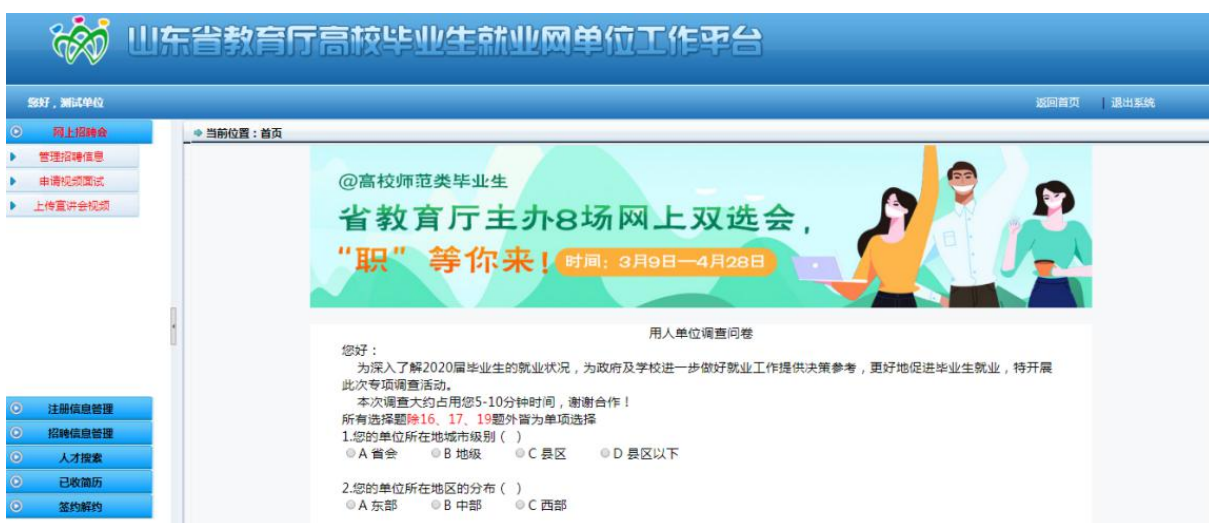 山东省教育厅高校毕业生就业网单位工作平台
您好，测试单位
返回首页 | 退出系统
网上招聘会
管理招聘信息
申请视频面试
上传宣讲会视频
当前位置：首页
@高校师范类毕业生
省教育厅主办8场网上双选会，
“职”等你来！时间：3月9日—4月28日
用人单位调查问卷
您好：
为深入了解2020届毕业生的就业状况，为政府及学校进一步做好就业工作提供决策参考，更好地促进毕业生就业，特开展
此次专项调查活动。
本次调查大约占用您5-10分钟时间，谢谢合作！
所有选择题除16、17、19题外皆为单项选择
1.您的单位所在地城市级别（ ）
A 省会 B 地级 C 县区 D 县区以下
2.您的单位所在地区的分布（ ）
A 东部 B 中部 C 西部
注册信息管理
招聘信息管理
人才搜索
已收简历
签约解约